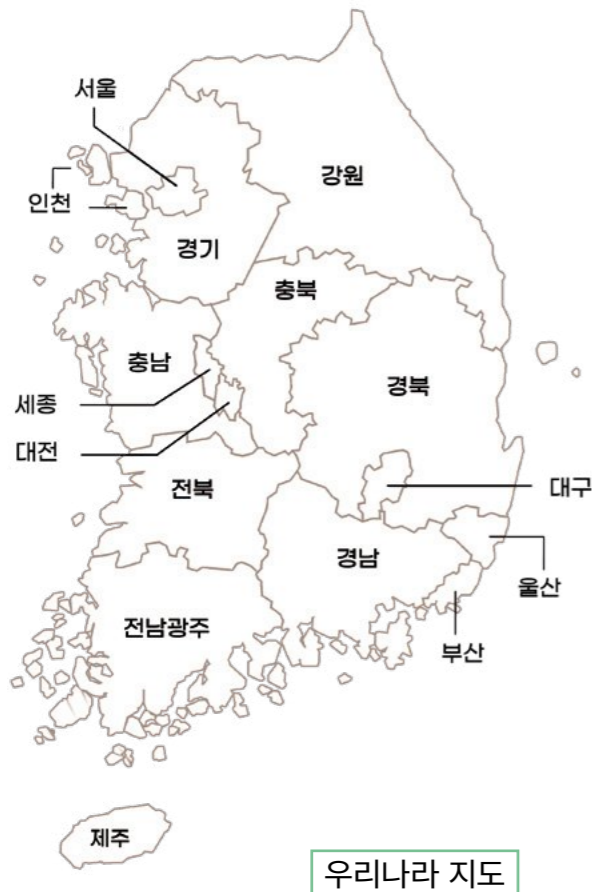 서울
강원
인천
경기
충북
충남
경북
세종
대전
대구
전북
경남
울산
전남광주
부산
제주
우리나라 지도